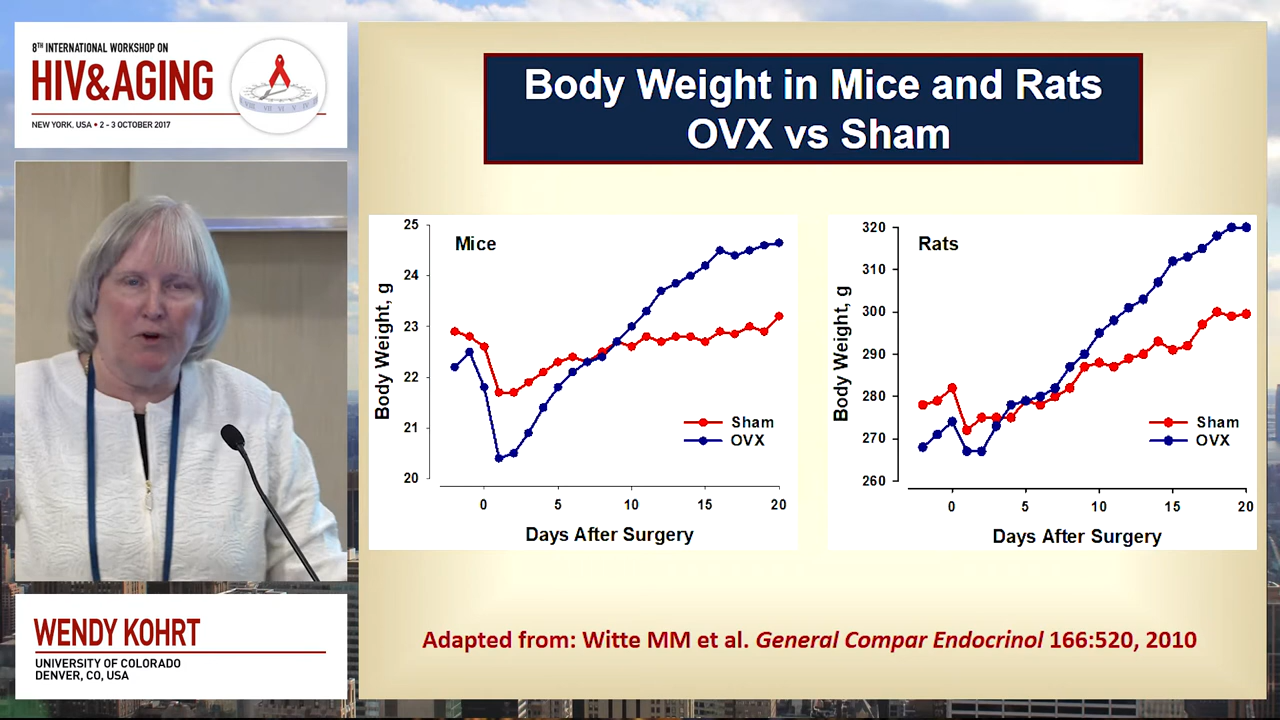 8TH INTERNATIONAL WORKSHOP ON
HIV&AGING
NEW YORK, USA • 2 - 3 OCTOBER 2017
WENDY KOHRT
UNIVERSITY OF COLORADO
DENVER, CO, USA
Body Weight in Mice and Rats
OVX vs Sham
Mice
Body Weight, g
25
24
23
22
21
20
0 5 10 15 20
Days After Surgery
Sham
OVX
Rats
Body Weight, g
320
310
300
290
280
270
260
0 5 10 15 20
Days After Surgery
Sham
OVX
Adapted from: Witte MM et al. General Compar Endocrinol 166:520, 2010